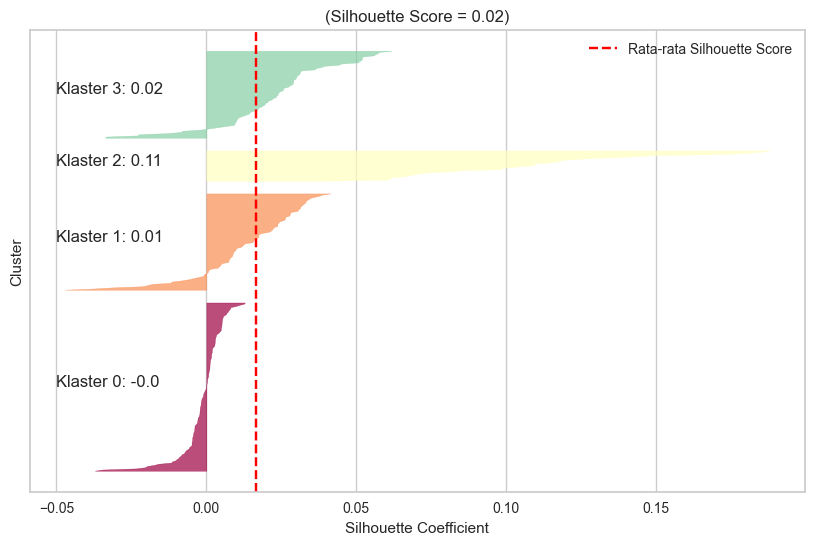 (Silhouette Score = 0.02)
Rata-rata Silhouette Score
Klaster 3: 0.02
Klaster 2: 0.11
Klaster 1: 0.01
Klaster 0: -0.0
Cluster
−0.05 0.00 0.05 0.10 0.15
Silhouette Coefficient